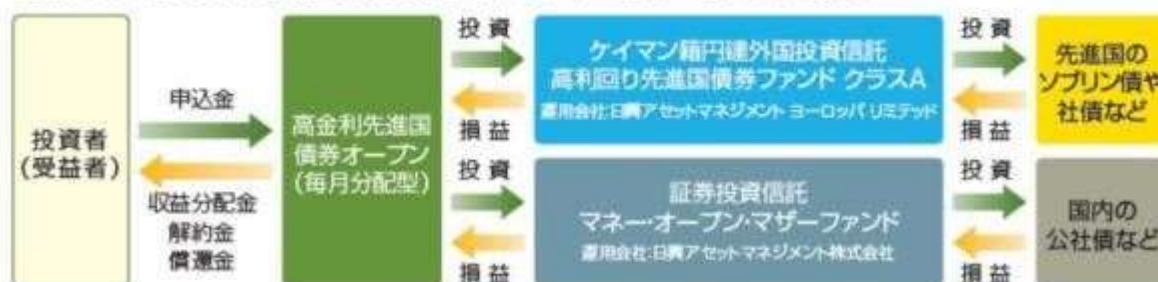 投資者
(受益者)
申込金
収益分配金
解約金
償還金
高金利先進国
債券オープン
(毎月分配型)
投資
損益
投資
損益
ケイマン籍円建外国投資信託
高利回り先進国債券ファンド クラスA
運用会社:日興アセットマネジメント ヨーロッパ リミテッド
証券投資信託
マネー・オープン・マザーファンド
運用会社:日興アセットマネジメント株式会社
投資
損益
投資
損益
先進国の
ソブリン債や
社債など
国内の
公社債など